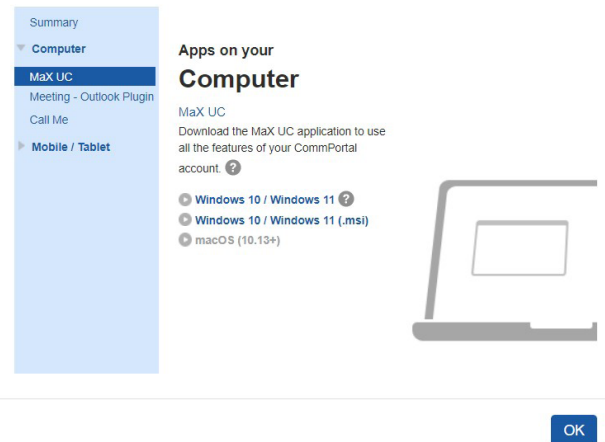 Summary
Computer
MaX UC
Meeting - Outlook Plugin
Call Me
Mobile / Tablet
Apps on your
Computer
MaX UC
Download the MaX UC application to use
all the features of your CommPortal
account. ?
Windows 10 / Windows 11 ?
Windows 10 / Windows 11 (.msi)
macOS (10.13+)
OK